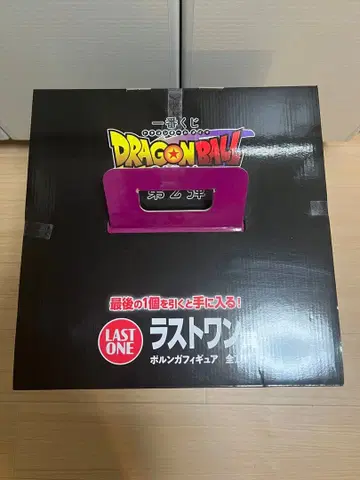 一番くじ
DRAGON BALL
第2弾
最後の1個を引くと手に入る!
LAST ONE
ラストワン
ポルンガフィギュア 全1